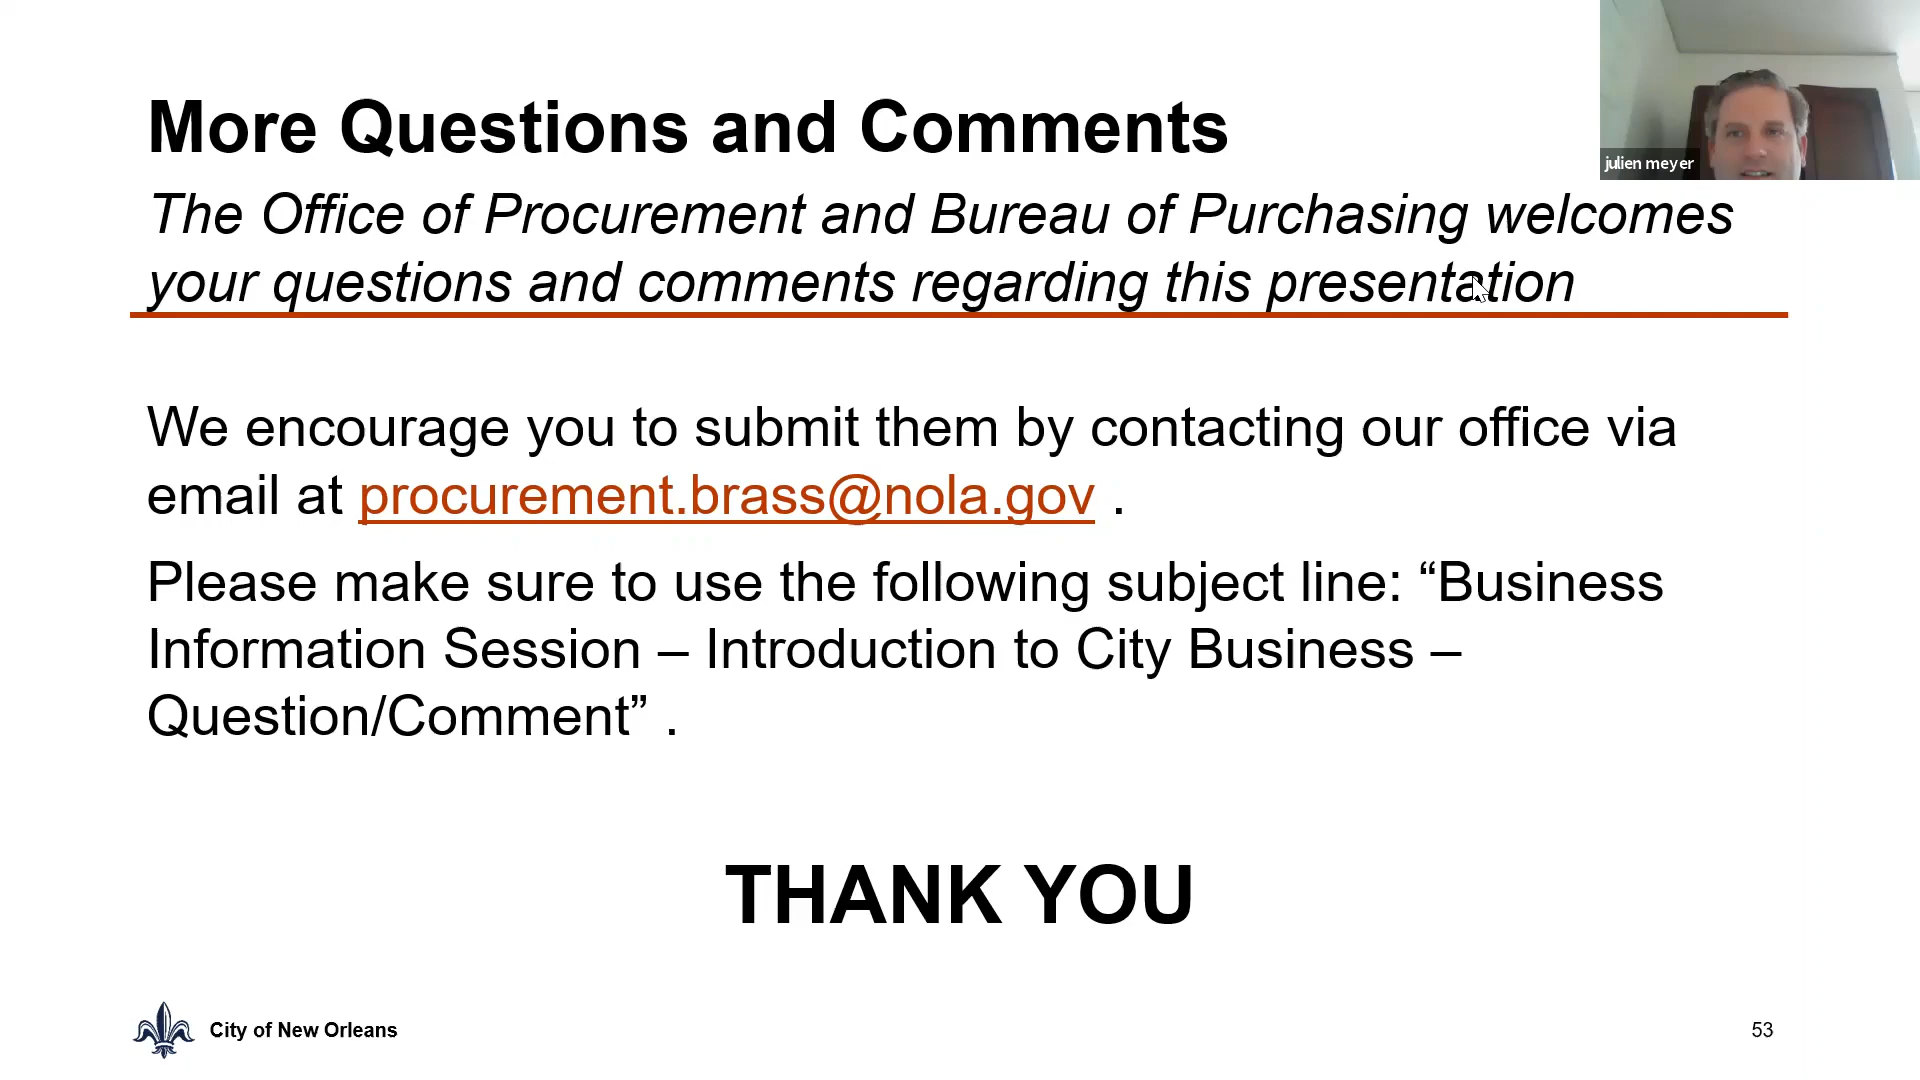 More Questions and Comments
julien meyer
The Office of Procurement and Bureau of Purchasing welcomes
your questions and comments regarding this presentation
We encourage you to submit them by contacting our office via
email at procurement.brass@nola.gov .
Please make sure to use the following subject line: “Business
Information Session – Introduction to City Business –
Question/Comment” .
THANK YOU
City of New Orleans
53